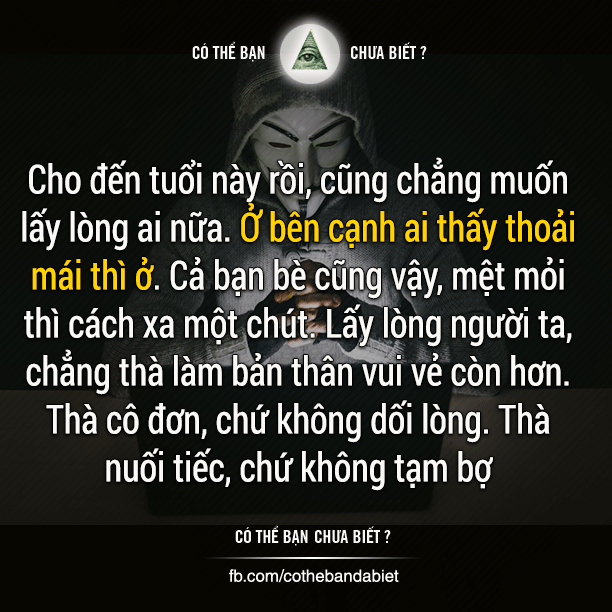 CÓ THỂ BẠN CHƯA BIẾT ?
Cho đến tuổi này rồi, cũng chẳng muốn
lấy lòng ai nữa. Ở bên cạnh ai thấy thoải
mái thì ở. Cả bạn bè cũng vậy, mệt mỏi
thì cách xa một chút. Lấy lòng người ta,
chẳng thà làm bản thân vui vẻ còn hơn.
Thà cô đơn, chứ không dối lòng. Thà
nuối tiếc, chứ không tạm bợ
CÓ THỂ BẠN CHƯA BIẾT ?
fb.com/cothebandabiet